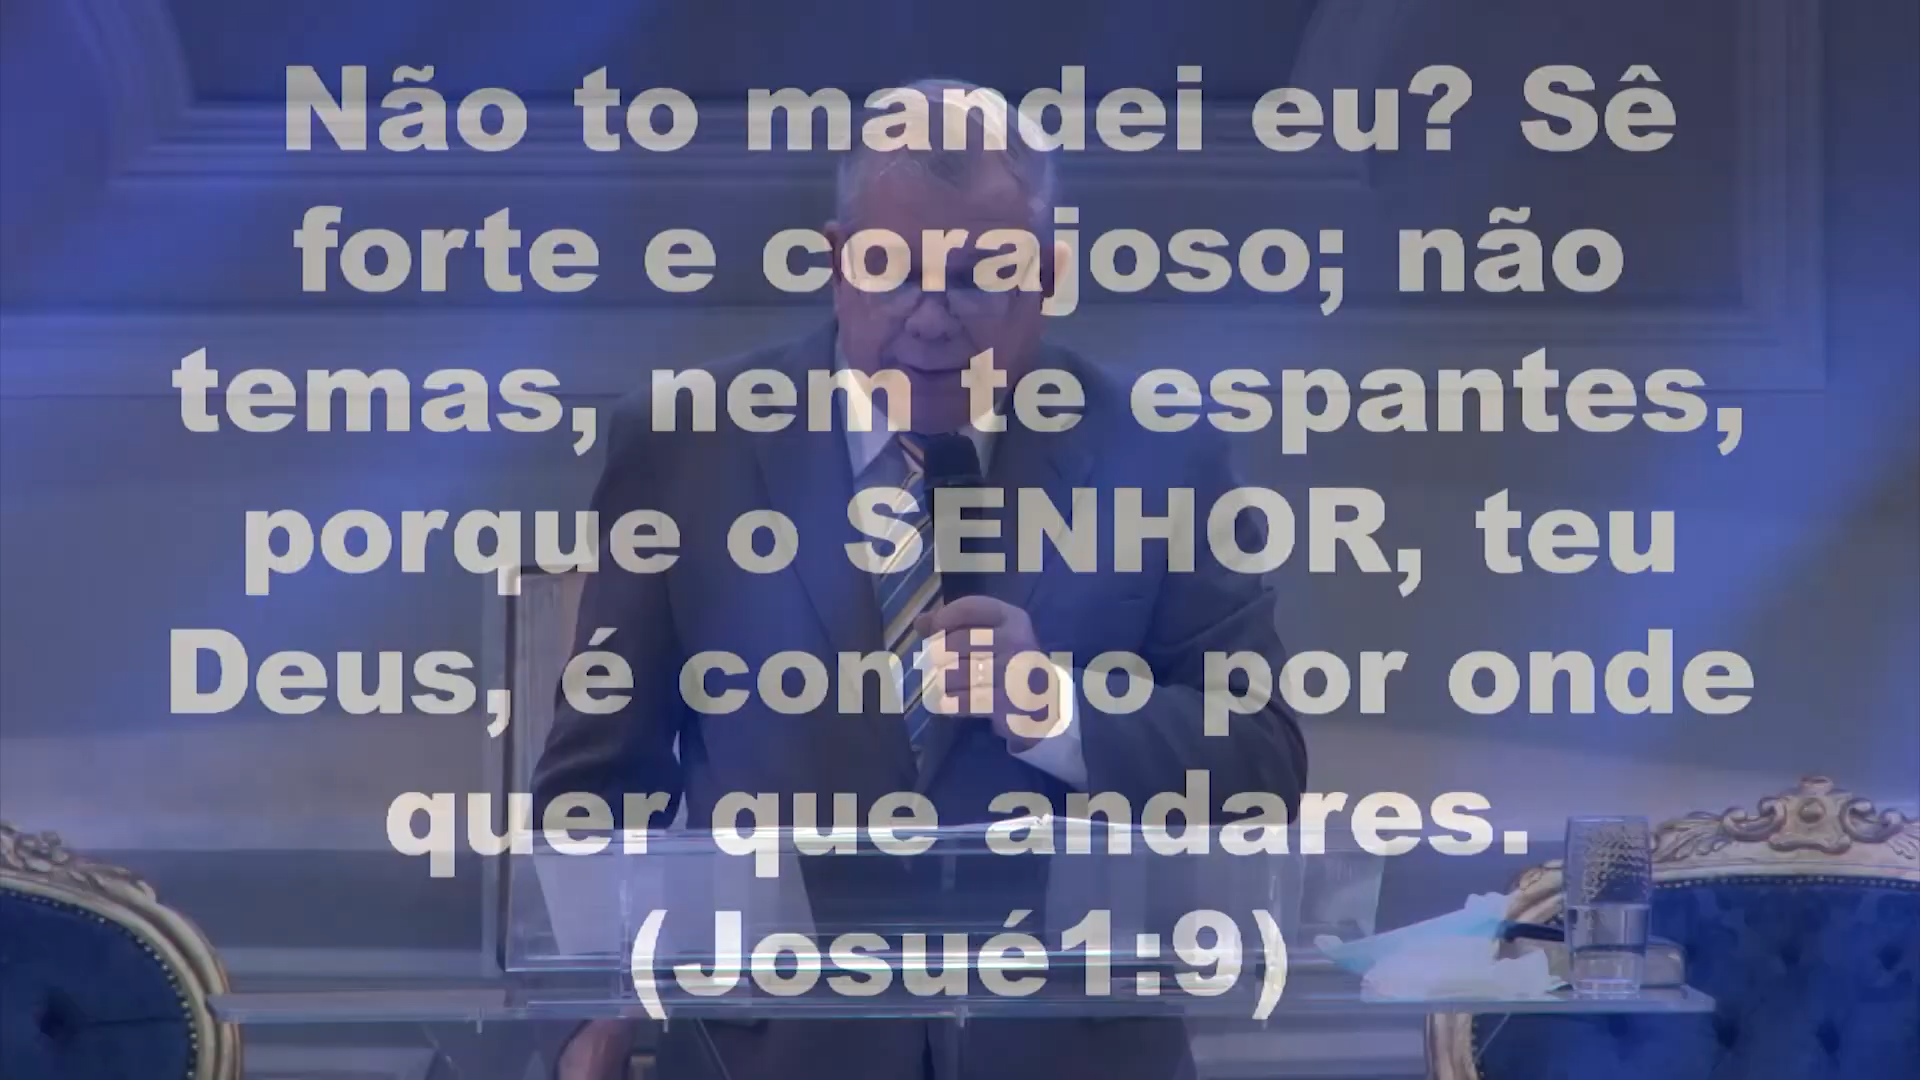 Não to mandei eu? Sê
forte e corajoso; não
temas, nem te espantes,
porque o SENHOR, teu
Deus, é contigo por onde
quer que andares.
(Josué1:9)